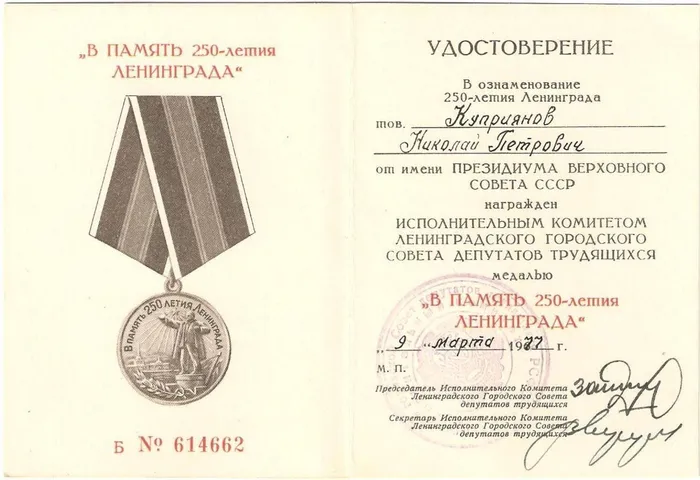 „В ПАМЯТЬ 250-летия
ЛЕНИНГРАДА“
В ПАМЯТЬ 250-ЛЕТИЯ ЛЕНИНГРАДА
Б № 614662
УДОСТОВЕРЕНИЕ
В ознаменование
250-летия Ленинграда
тов. Куприянов
Николай Петрович
от имени ПРЕЗИДИУМА ВЕРХОВНОГО
СОВЕТА СССР
награжден
ИСПОЛНИТЕЛЬНЫМ КОМИТЕТОМ
ЛЕНИНГРАДСКОГО ГОРОДСКОГО
СОВЕТА ДЕПУТАТОВ ТРУДЯЩИХСЯ
медалью
„В ПАМЯТЬ 250-летия
ЛЕНИНГРАДА“
„ 9 “ марта 1977 г.
М. П.
Председатель Исполнительного Комитета
Ленинградского Городского Совета
депутатов трудящихся
Секретарь Исполнительного Комитета
Ленинградского Городского Совета
депутатов трудящихся